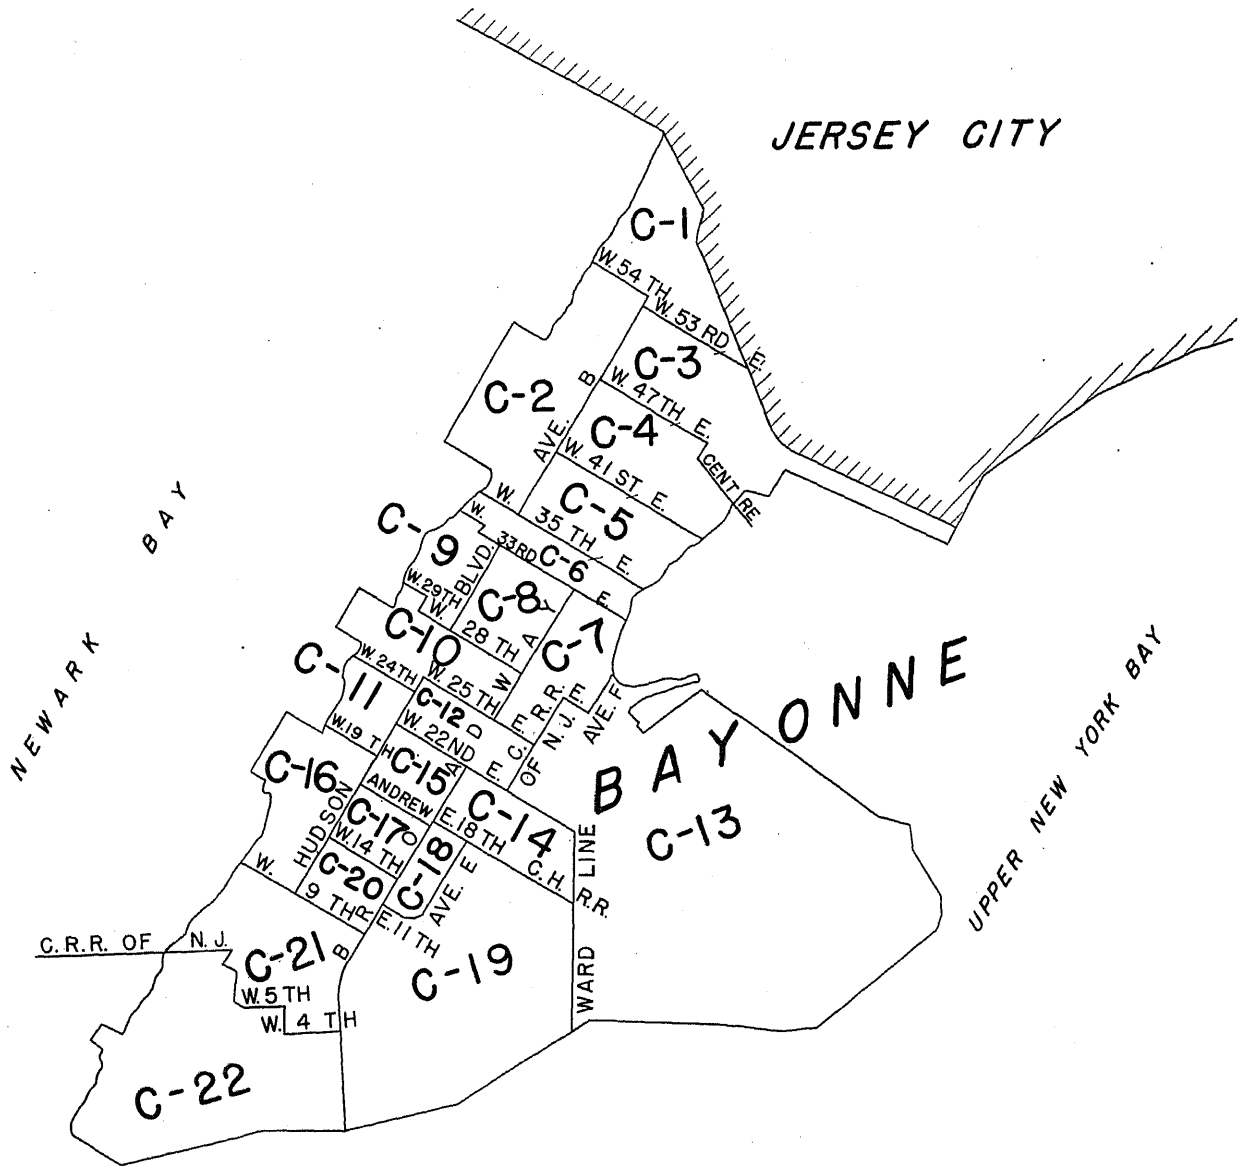 JERSEY CITY
C-1
W. 54 TH
W. 53 RD E.
C-3
C-2
W. 47TH E.
C-4
CENTRE
AVE. B
W. 41 ST. E.
C-5
W. 35 TH E.
C-9
W. 33RD E.
C-6
BLVD.
C-8
W. 29TH
W. 28 TH
C-7
C-10
BROADWAY
W. 24TH
W. 25 TH E.
C-11
C-12
W. 22ND E.
C. R. R. OF N. J.
E.
AVE. F
W. 19 TH
C-16
C-15
ANDREW
E. 18 TH
C-14
C-13
HUDSON
C-17
W. 14 TH
C-18
C-20
AVE. E
C. H. R.R.
W. 9 TH
E. 11 TH
WARD LINE
C-19
C.R.R. OF N. J.
C-21
W. 5 TH
W. 4 TH
C-22
NEWARK BAY
BAYONNE
UPPER NEW YORK BAY